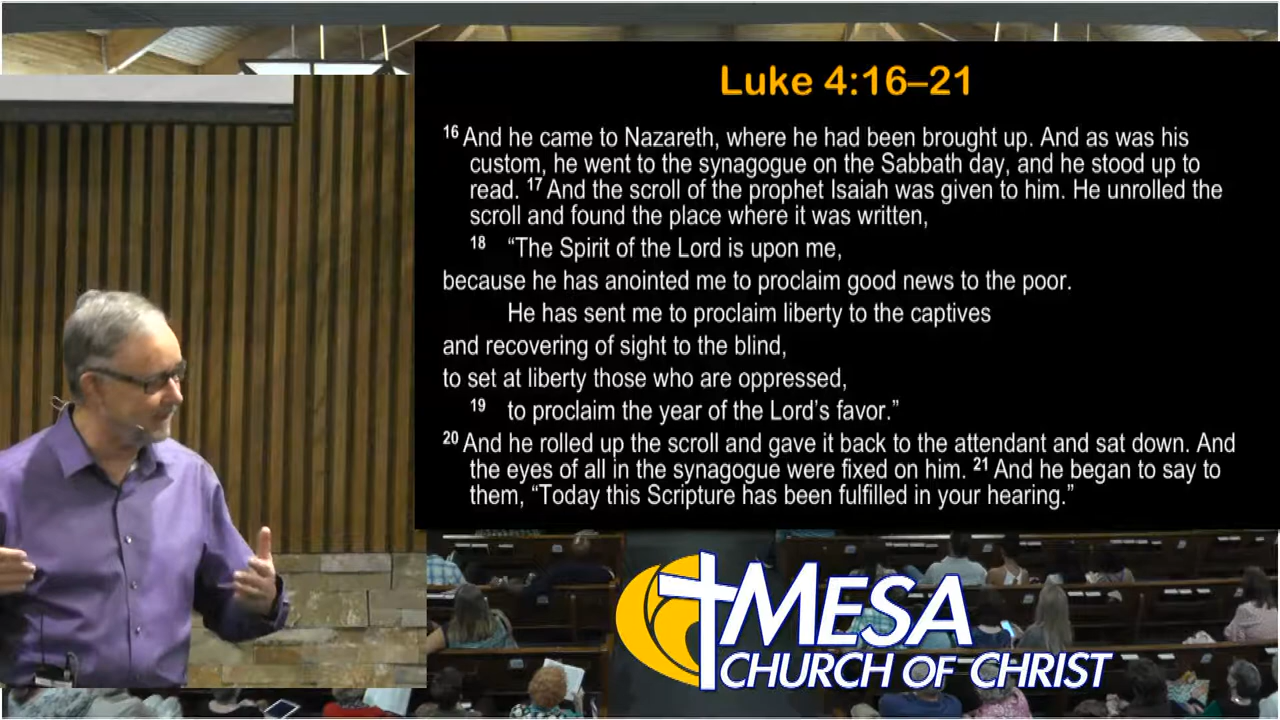 Luke 4:16–21
16 And he came to Nazareth, where he had been brought up. And as was his
custom, he went to the synagogue on the Sabbath day, and he stood up to
read. 17 And the scroll of the prophet Isaiah was given to him. He unrolled the
scroll and found the place where it was written,
18 “The Spirit of the Lord is upon me,
because he has anointed me to proclaim good news to the poor.
He has sent me to proclaim liberty to the captives
and recovering of sight to the blind,
to set at liberty those who are oppressed,
19 to proclaim the year of the Lord’s favor.”
20 And he rolled up the scroll and gave it back to the attendant and sat down. And
the eyes of all in the synagogue were fixed on him. 21 And he began to say to
them, “Today this Scripture has been fulfilled in your hearing.”
MESA
CHURCH OF CHRIST